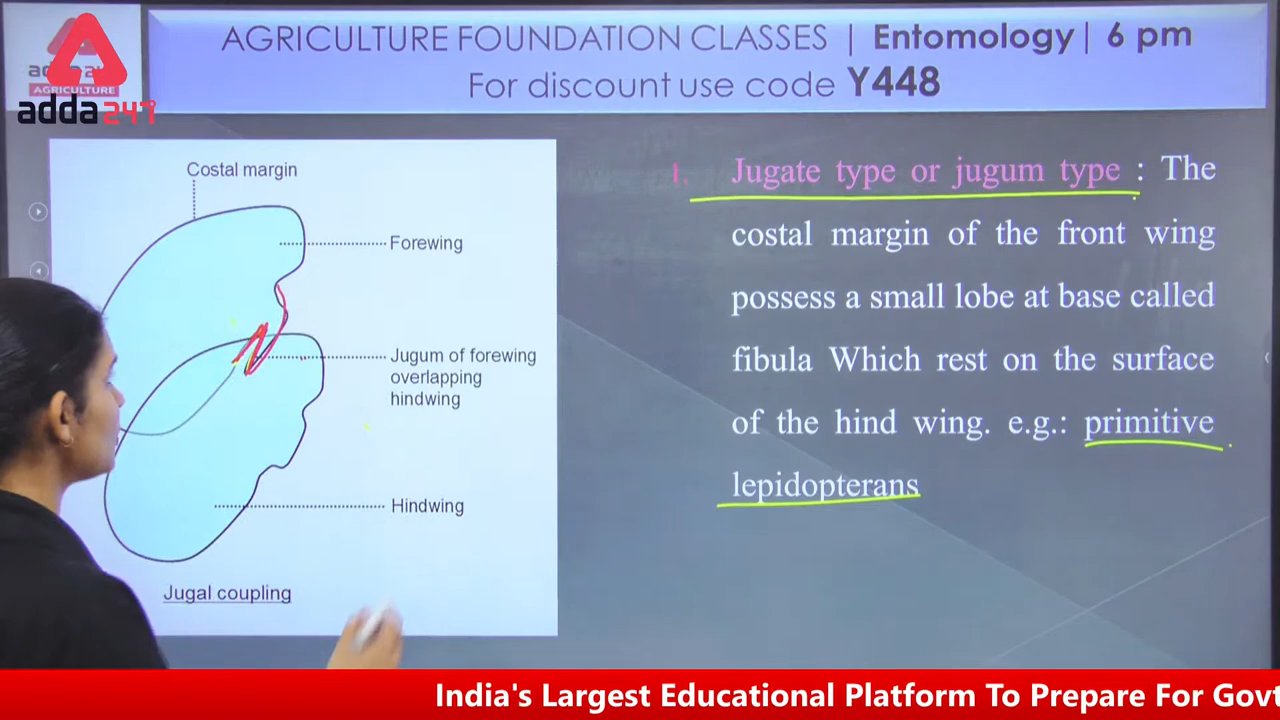 AGRICULTURE FOUNDATION CLASSES | Entomology | 6 pm
For discount use code Y448
AGRICULTURE
adda247
Costal margin
Forewing
Jugum of forewing
overlapping
hindwing
Hindwing
Jugal coupling
1. Jugate type or jugum type : The
costal margin of the front wing
possess a small lobe at base called
fibula Which rest on the surface
of the hind wing. e.g.: primitive
lepidopterans
India's Largest Educational Platform To Prepare For Govt